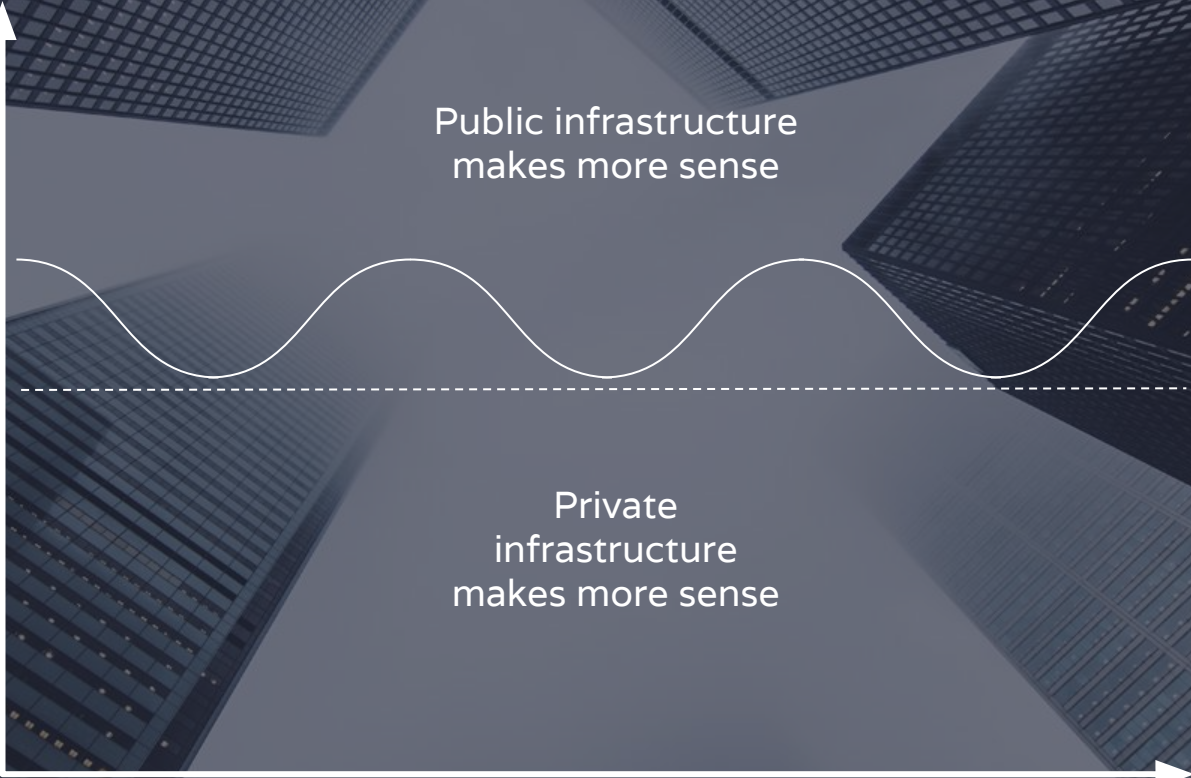 Public infrastructure
makes more sense
Private
infrastructure
makes more sense